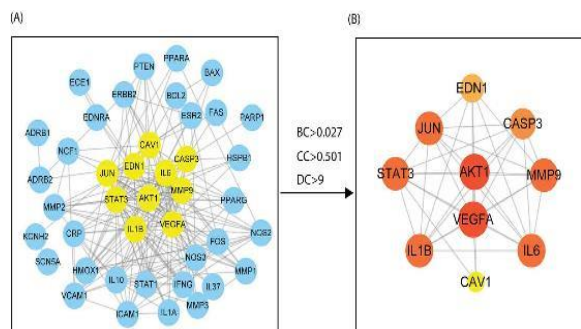 (A)
(B)
PPARA
PTEN
BAX
ECE1
ERBB2
BCL2
EDNRA
ESR2
FAS
PARP1
ADRB1
CAV1
NCF1
EDN1
CASP3
HSPB1
JUN
IL6
ADRB2
STAT3
AKT1
MMP9
MMP2
PPARG
KCNH2
CRP
IL1B
VEGFA
FOS
NOS2
SCN5A
NOS3
HMOX1
IL10
STAT1
IFNG
IL37
MMP1
VCAM1
ICAM1
IL1A
MMP3
BC>0.027
CC>0.501
DC>9
EDN1
JUN
CASP3
STAT3
AKT1
MMP9
VEGFA
IL1B
IL6
CAV1